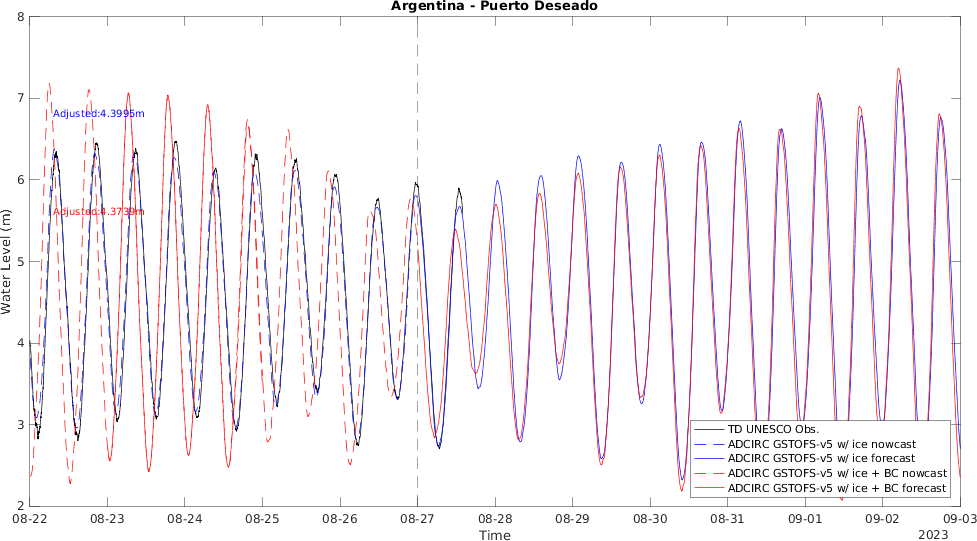 Argentina - Puerto Deseado
8
7
6
5
4
3
2
Water Level (m)
Adjusted:4.3995m
Adjusted:4.3739m
TD UNESCO Obs.
ADCIRC GSTOFS-v5 w/ ice nowcast
ADCIRC GSTOFS-v5 w/ ice forecast
ADCIRC GSTOFS-v5 w/ ice + BC nowcast
ADCIRC GSTOFS-v5 w/ ice + BC forecast
08-22 08-23 08-24 08-25 08-26 08-27 08-28 08-29 08-30 08-31 09-01 09-02 09-03
Time
2023